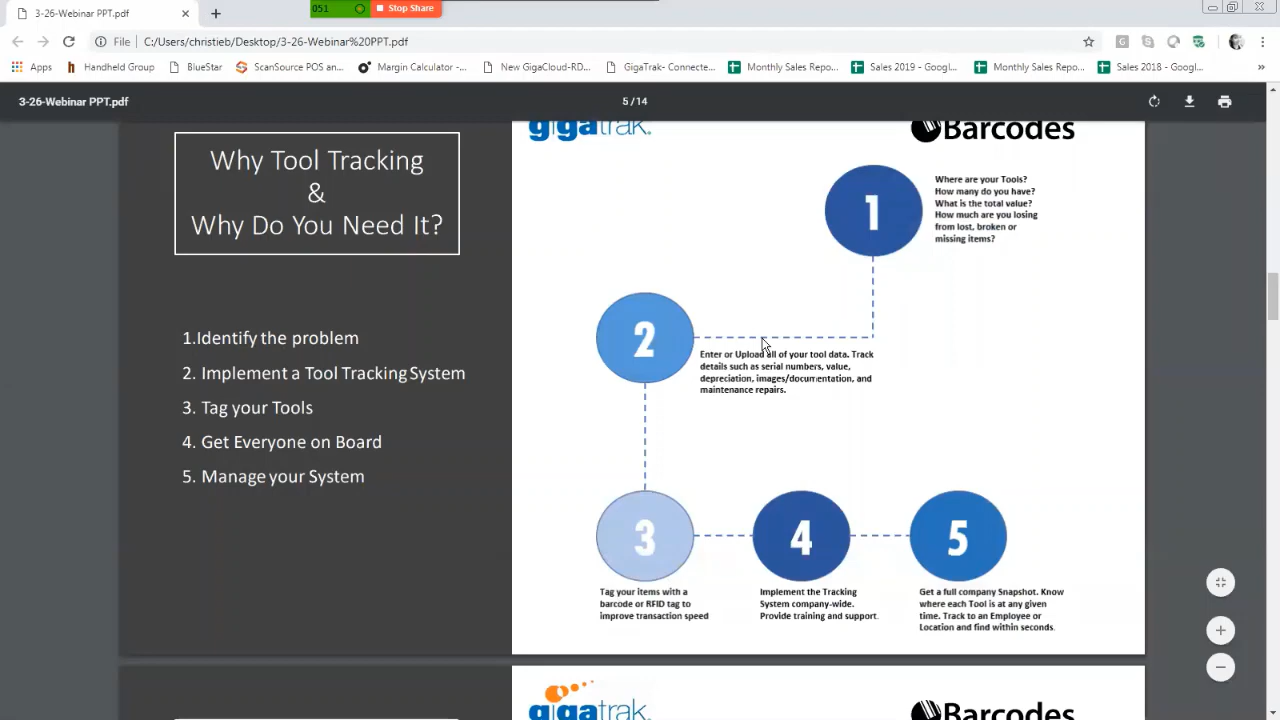 3-26-Webinar PPT.pdf
051
Stop Share
File
C:/Users/christieb/Desktop/3-26-Webinar%20PPT.pdf
Apps
Handheld Group
BlueStar
ScanSource POS an...
Margin Calculator -...
New GigaCloud-RD...
GigaTrak- Connecte...
Monthly Sales Repo...
Sales 2019 - Googl...
Monthly Sales Repo...
Sales 2018 - Googl...
»
3-26-Webinar PPT.pdf
5 / 14
Why Tool Tracking
&
Why Do You Need It?
1.Identify the problem
2. Implement a Tool Tracking System
3. Tag your Tools
4. Get Everyone on Board
5. Manage your System
gigatrak.
Barcodes
1
Where are your Tools?
How many do you have?
What is the total value?
How much are you losing
from lost, broken or
missing items?
2
Enter or Upload all of your tool data. Track
details such as serial numbers, value,
depreciation, images/documentation, and
maintenance repairs.
3
Tag your items with a
barcode or RFID tag to
improve transaction speed
4
Implement the Tracking
System company-wide.
Provide training and support.
5
Get a full company Snapshot. Know
where each Tool is at any given
time. Track to an Employee or
Location and find within seconds.
gigatrak
Barcodes